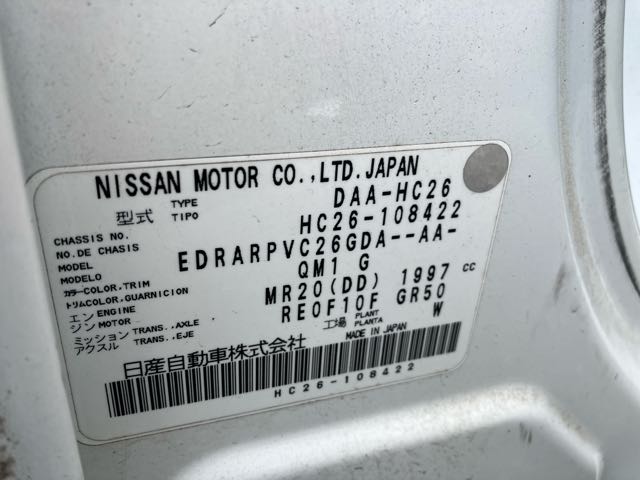 NISSAN MOTOR CO.,LTD.JAPAN
型式 TYPE TIPO DAA-HC26
CHASSIS NO. NO.DE CHASIS HC26-108422
MODEL MODELO EDRARPVC26GDA--AA-
カラー COLOR,TRIM トリム COLOR,GUARNICION QM1 G
エンジン ENGINE MOTOR MR20(DD) 1997 cc
ミッション アクスル TRANS.,AXLE TRANS.,EJE RE0F10F GR50
工場 PLANT PLANTA W
日産自動車株式会社 MADE IN JAPAN
HC26-108422